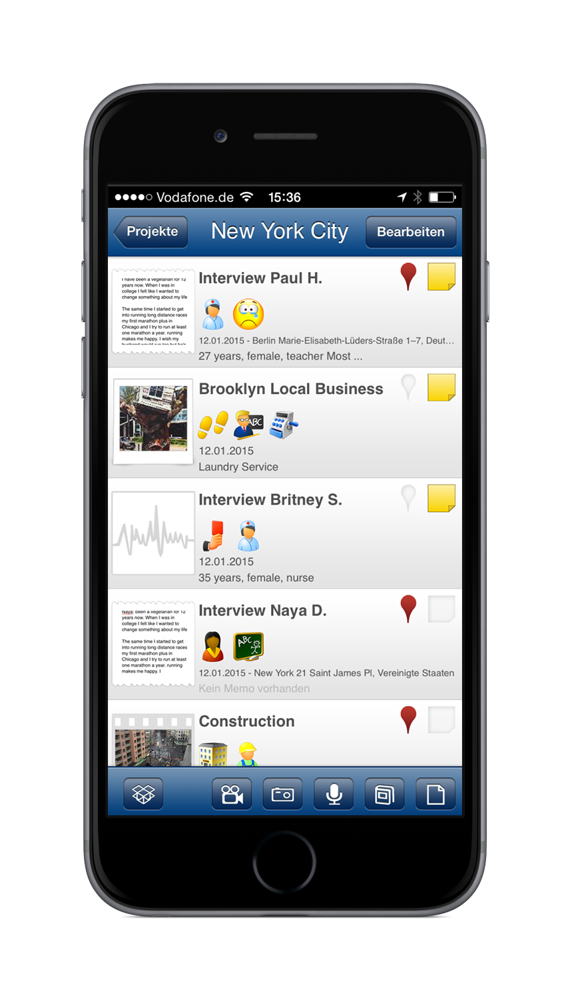 Vodafone.de 15:36
Projekte New York City Bearbeiten
I have been a vegetarian for 12
years now. When I was in
college I felt like I wanted to
change something about my life
The same time I started to get
into running long distance races
my first marathon plus in
Chicago and I try to run at least
one marathon a year. running
makes me happy. I wish my
husband would run too but he's
Interview Paul H.
12.01.2015 - Berlin Marie-Elisabeth-Lüders-Straße 1–7, Deut...
27 years, female, teacher Most ...
Brooklyn Local Business
ABC
12.01.2015
Laundry Service
Interview Britney S.
12.01.2015
35 years, female, nurse
Naya: been a vegetarian for 12
years now. When I was in
college I felt like I wanted to
change something about my life
The same time I started to get
into running long distance races
my first marathon plus in
Chicago and I try to run at least
one marathon a year. running
makes me happy. I
Interview Naya D.
ABC
12.01.2015 - New York 21 Saint James Pl, Vereinigte Staaten
Kein Memo vorhanden
Construction